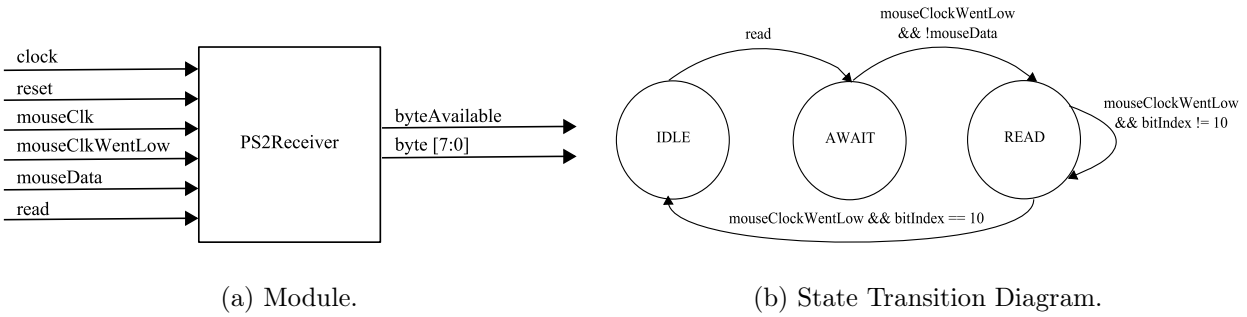 clock
reset
mouseClk
mouseClkWentLow
mouseData
read
PS2Receiver
byteAvailable
byte [7:0]
(a) Module.
read
mouseClockWentLow
&& !mouseData
IDLE
AWAIT
READ
mouseClockWentLow
&& bitIndex != 10
mouseClockWentLow && bitIndex == 10
(b) State Transition Diagram.